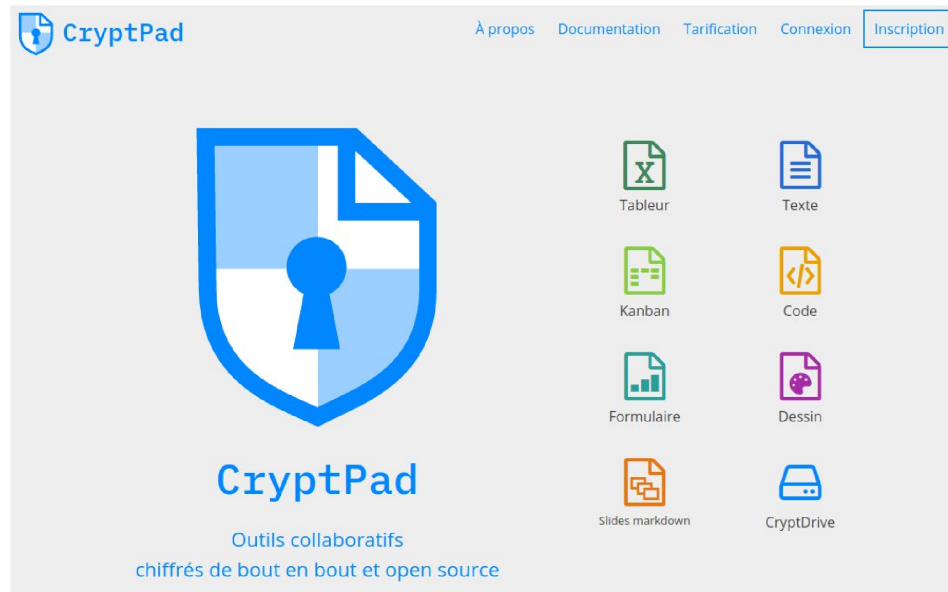 CryptPad
À propos Documentation Tarification Connexion Inscription
Tableur Texte
Kanban Code
Formulaire Dessin
Slides markdown CryptDrive
CryptPad
Outils collaboratifs
chiffrés de bout en bout et open source